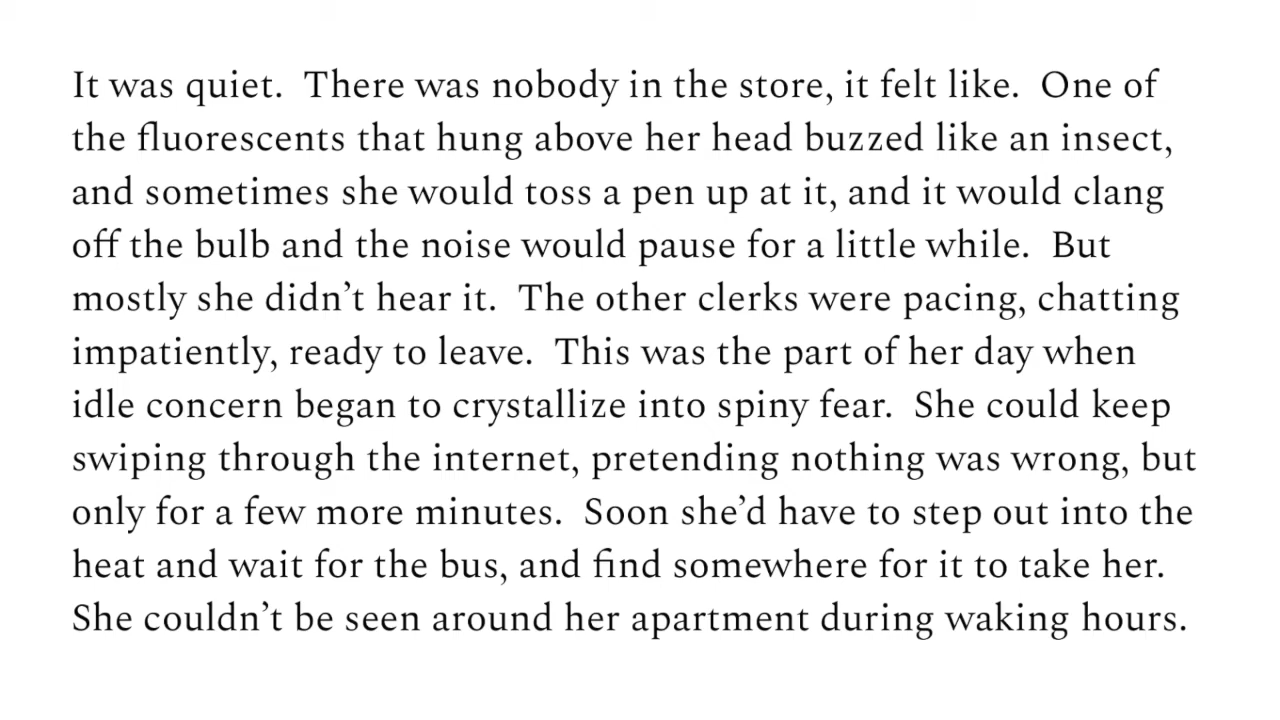 It was quiet.  There was nobody in the store, it felt like.  One of
the fluorescents that hung above her head buzzed like an insect,
and sometimes she would toss a pen up at it, and it would clang
off the bulb and the noise would pause for a little while.  But
mostly she didn’t hear it.  The other clerks were pacing, chatting
impatiently, ready to leave.  This was the part of her day when
idle concern began to crystallize into spiny fear.  She could keep
swiping through the internet, pretending nothing was wrong, but
only for a few more minutes.  Soon she’d have to step out into the
heat and wait for the bus, and find somewhere for it to take her.
She couldn’t be seen around her apartment during waking hours.